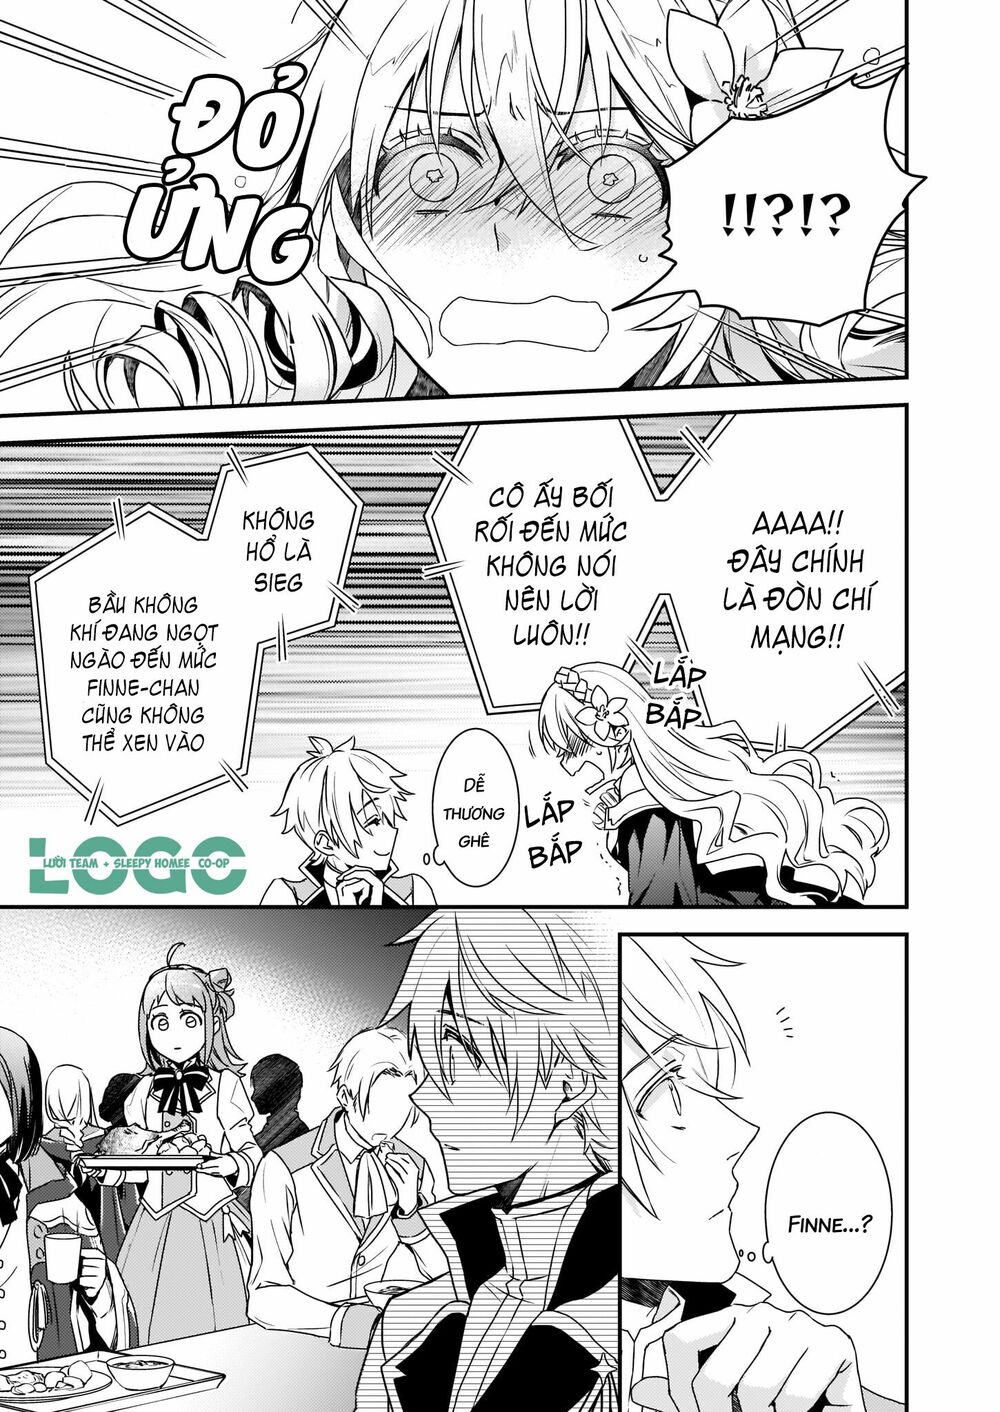 ĐỎ
ỬNG
!!?!?
AAAA!!
ĐÂY CHÍNH
LÀ ĐÒN CHÍ
MẠNG!!
CÔ ẤY BỐI
RỐI ĐẾN MỨC
KHÔNG NÓI
NÊN LỜI
LUÔN!!
KHÔNG
HỔ LÀ
SIEG
BẦU KHÔNG
KHÍ ĐANG NGỌT
NGÀO ĐẾN MỨC
FINNE-CHAN
CŨNG KHÔNG
THỂ XEN VÀO
LẮP
BẮP
LẮP
BẮP
DỄ
THƯƠNG
GHÊ
LOGO
LƯỜI TEAM + SLEEPY HOMEE CO-OP
FINNE...?